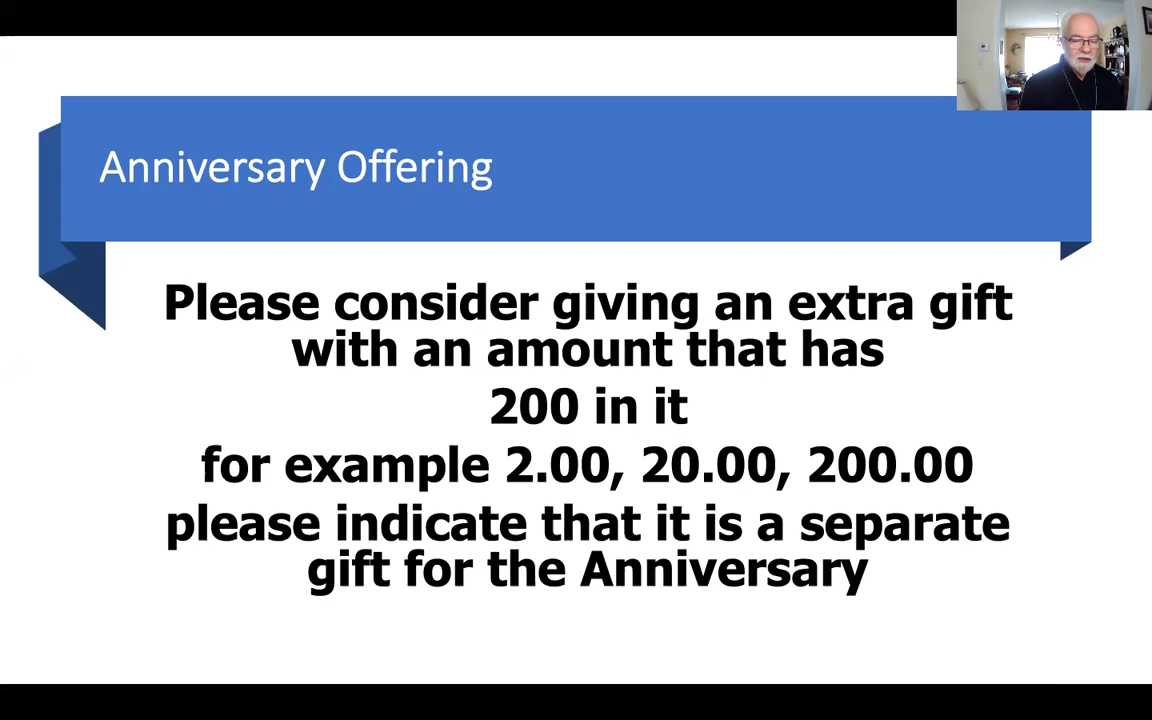 Anniversary Offering
Please consider giving an extra gift
with an amount that has
200 in it
for example 2.00, 20.00, 200.00
please indicate that it is a separate
gift for the Anniversary